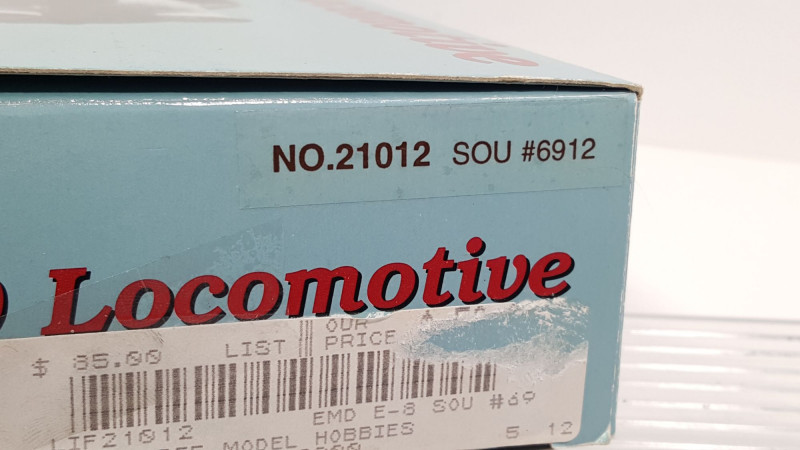 NO.21012 SOU #6912
Locomotive
$ 85.00 LIST OUR PRICE
EMD E-8 SOU #69
LIF21012
MODEL HOBBIES
5 12